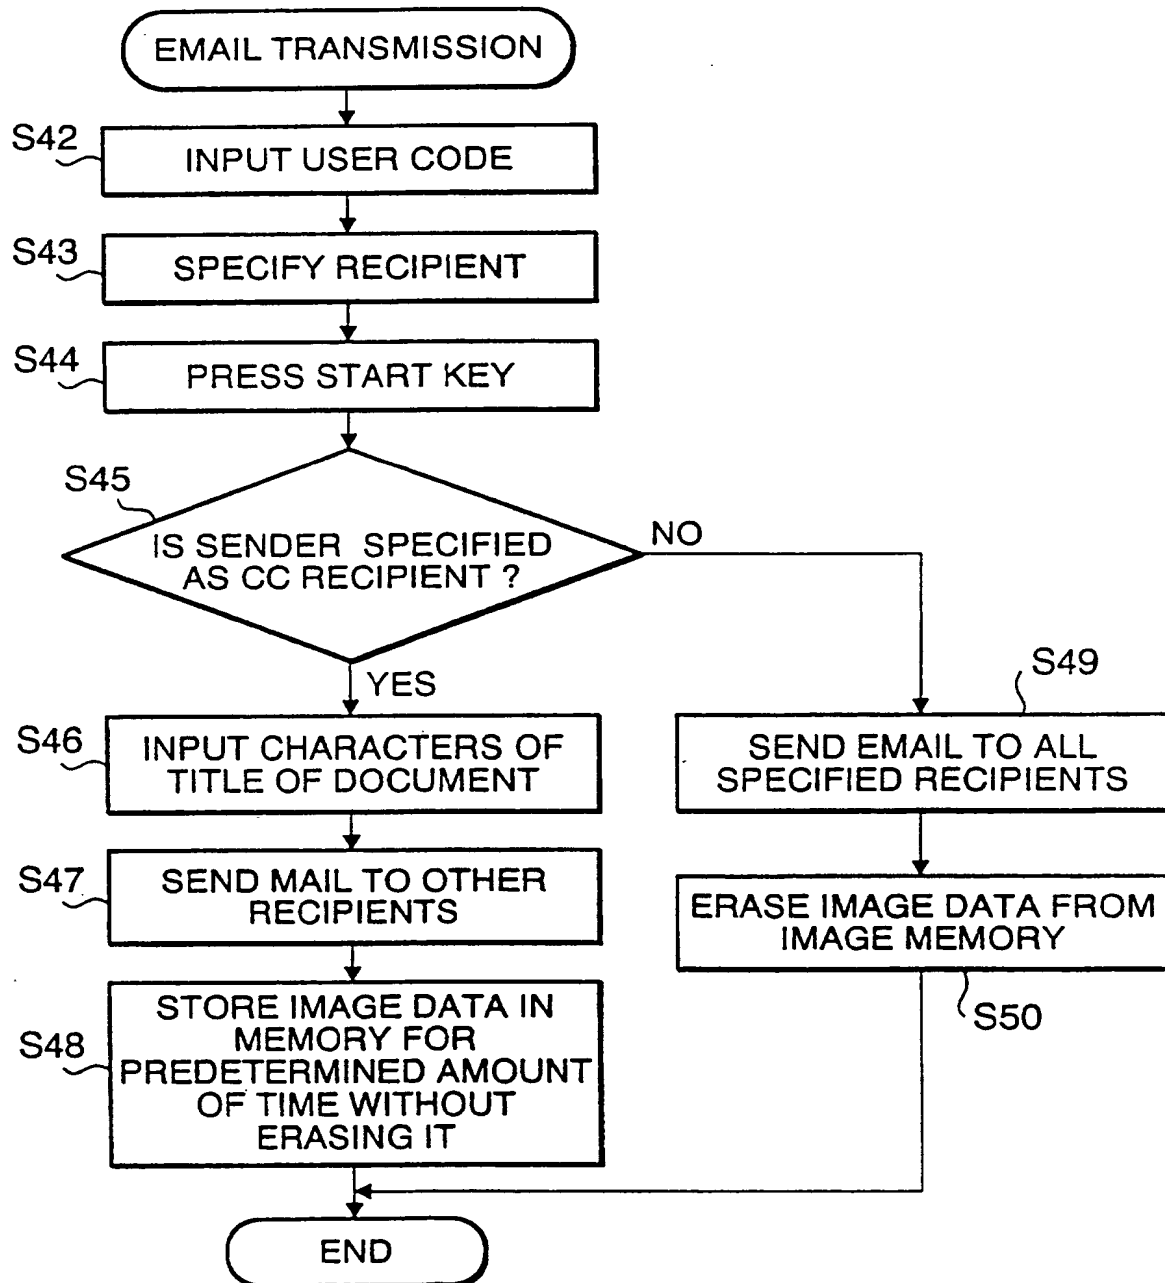 EMAIL TRANSMISSION
S42
INPUT USER CODE
S43
SPECIFY RECIPIENT
S44
PRESS START KEY
S45
IS SENDER SPECIFIED
AS CC RECIPIENT ?
NO
YES
S46
INPUT CHARACTERS OF
TITLE OF DOCUMENT
S47
SEND MAIL TO OTHER
RECIPIENTS
S48
STORE IMAGE DATA IN
MEMORY FOR
PREDETERMINED AMOUNT
OF TIME WITHOUT
ERASING IT
S49
SEND EMAIL TO ALL
SPECIFIED RECIPIENTS
ERASE IMAGE DATA FROM
IMAGE MEMORY
S50
END